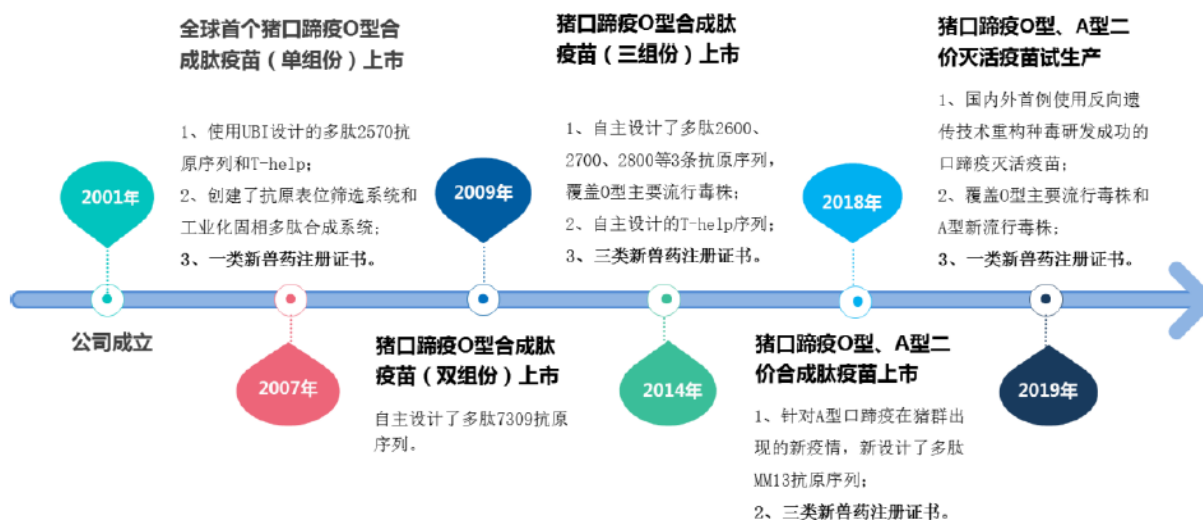 2001年
公司成立
全球首个猪口蹄疫O型合
成肽疫苗（单组份）上市
1、使用UBI设计的多肽2570抗
原序列和T-help;
2、创建了抗原表位筛选系统和
工业化固相多肽合成系统;
3、一类新兽药注册证书。
2007年
2009年
猪口蹄疫O型合成肽
疫苗（双组份）上市
自主设计了多肽7309抗原
序列。
猪口蹄疫O型合成肽
疫苗（三组份）上市
1、自主设计了多肽2600、
2700、2800等3条抗原序列，
覆盖O型主要流行毒株;
2、自主设计的T-help序列;
3、三类新兽药注册证书。
2014年
2018年
猪口蹄疫O型、A型二
价合成肽疫苗上市
1、针对A型口蹄疫在猪群出
现的新疫情，新设计了多肽
MM13抗原序列;
2、三类新兽药注册证书。
猪口蹄疫O型、A型二
价灭活疫苗试生产
1、国内外首例使用反向遗
传技术重构种毒研发成功的
口蹄疫灭活疫苗;
2、覆盖O型主要流行毒株和
A型新流行毒株;
3、一类新兽药注册证书。
2019年